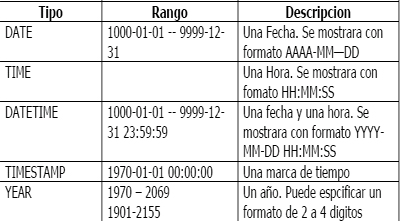 Tipo Rango Descripcion
DATE 1000-01-01 -- 9999-12- Una Fecha. Se mostrara con
31 formato AAAA-MM—DD
TIME Una Hora. Se mostrara con
fomato HH:MM:SS
DATETIME 1000-01-01 -- 9999-12- Una fecha y una hora. Se
31 23:59:59 mostrara con formato YYYY-
MM-DD HH:MM:SS
TIMESTAMP 1970-01-01 00:00:00 Una marca de tiempo
YEAR 1970 – 2069 Un año. Puede espcificar un
1901-2155 formato de 2 a 4 digitos